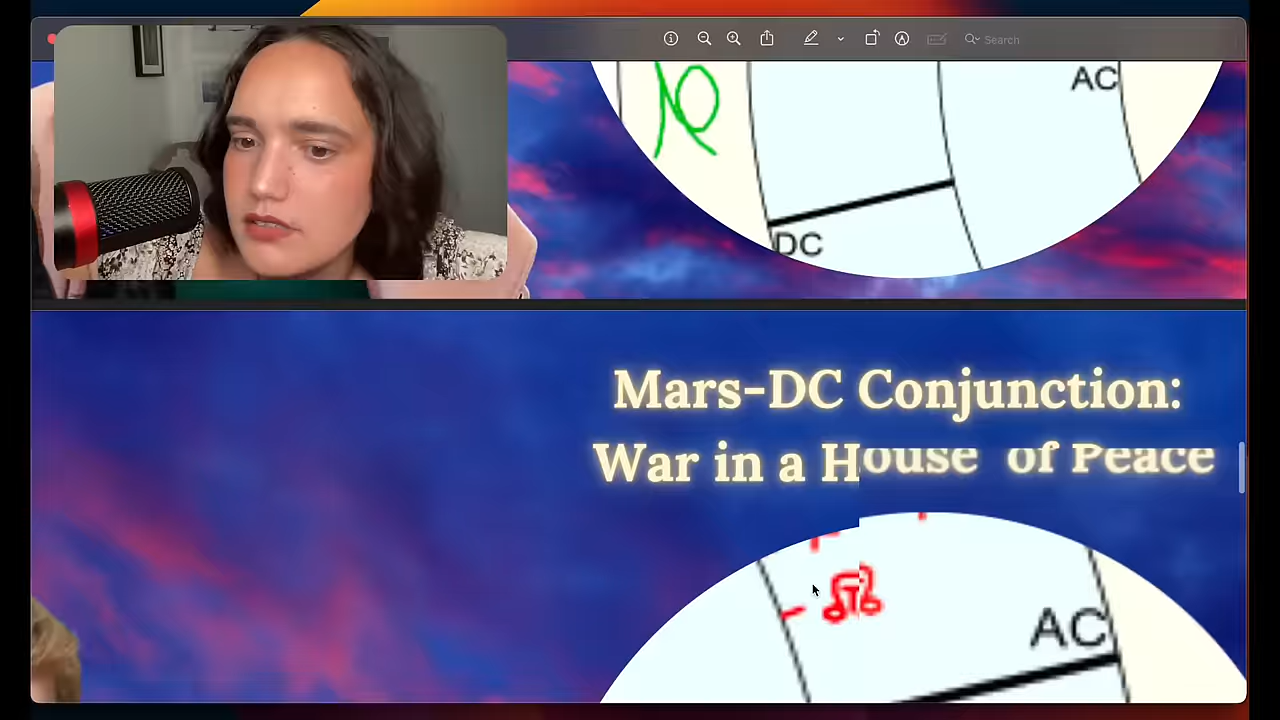 Search
AC
DC
Mars-DC Conjunction:
War in a House of Peace
AC